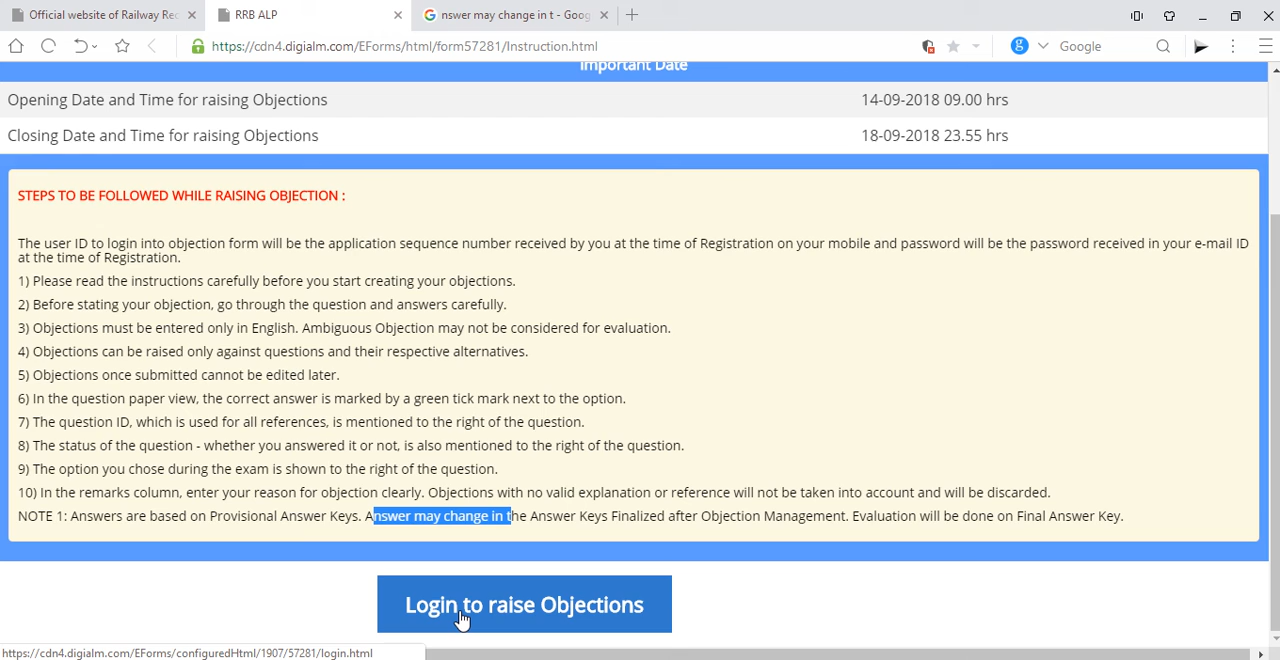 Official website of Railway Rec
RRB ALP
nswer may change in t - Goog
https://cdn4.digialm.com/EForms/html/form57281/Instruction.html
Google
Important Date
Opening Date and Time for raising Objections 14-09-2018 09.00 hrs
Closing Date and Time for raising Objections 18-09-2018 23.55 hrs
STEPS TO BE FOLLOWED WHILE RAISING OBJECTION :
The user ID to login into objection form will be the application sequence number received by you at the time of Registration on your mobile and password will be the password received in your e-mail ID
at the time of Registration.
1) Please read the instructions carefully before you start creating your objections.
2) Before stating your objection, go through the question and answers carefully.
3) Objections must be entered only in English. Ambiguous Objection may not be considered for evaluation.
4) Objections can be raised only against questions and their respective alternatives.
5) Objections once submitted cannot be edited later.
6) In the question paper view, the correct answer is marked by a green tick mark next to the option.
7) The question ID, which is used for all references, is mentioned to the right of the question.
8) The status of the question - whether you answered it or not, is also mentioned to the right of the question.
9) The option you chose during the exam is shown to the right of the question.
10) In the remarks column, enter your reason for objection clearly. Objections with no valid explanation or reference will not be taken into account and will be discarded.
NOTE 1: Answers are based on Provisional Answer Keys. Answer may change in the Answer Keys Finalized after Objection Management. Evaluation will be done on Final Answer Key.
Login to raise Objections
https://cdn4.digialm.com/EForms/configuredHtml/1907/57281/login.html